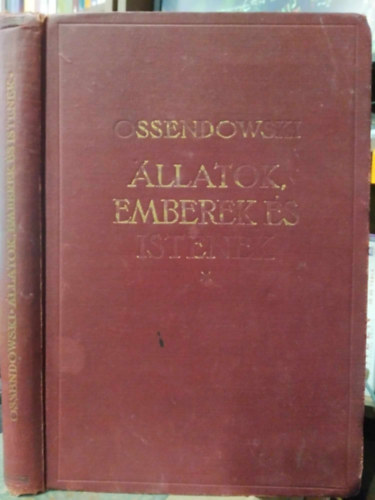 OSSENDOWSKI
ÁLLATOK,
EMBEREK ÉS
ISTENEK
OSSENDOWSKI • ÁLLATOK, EMBEREK ÉS ISTENEK •